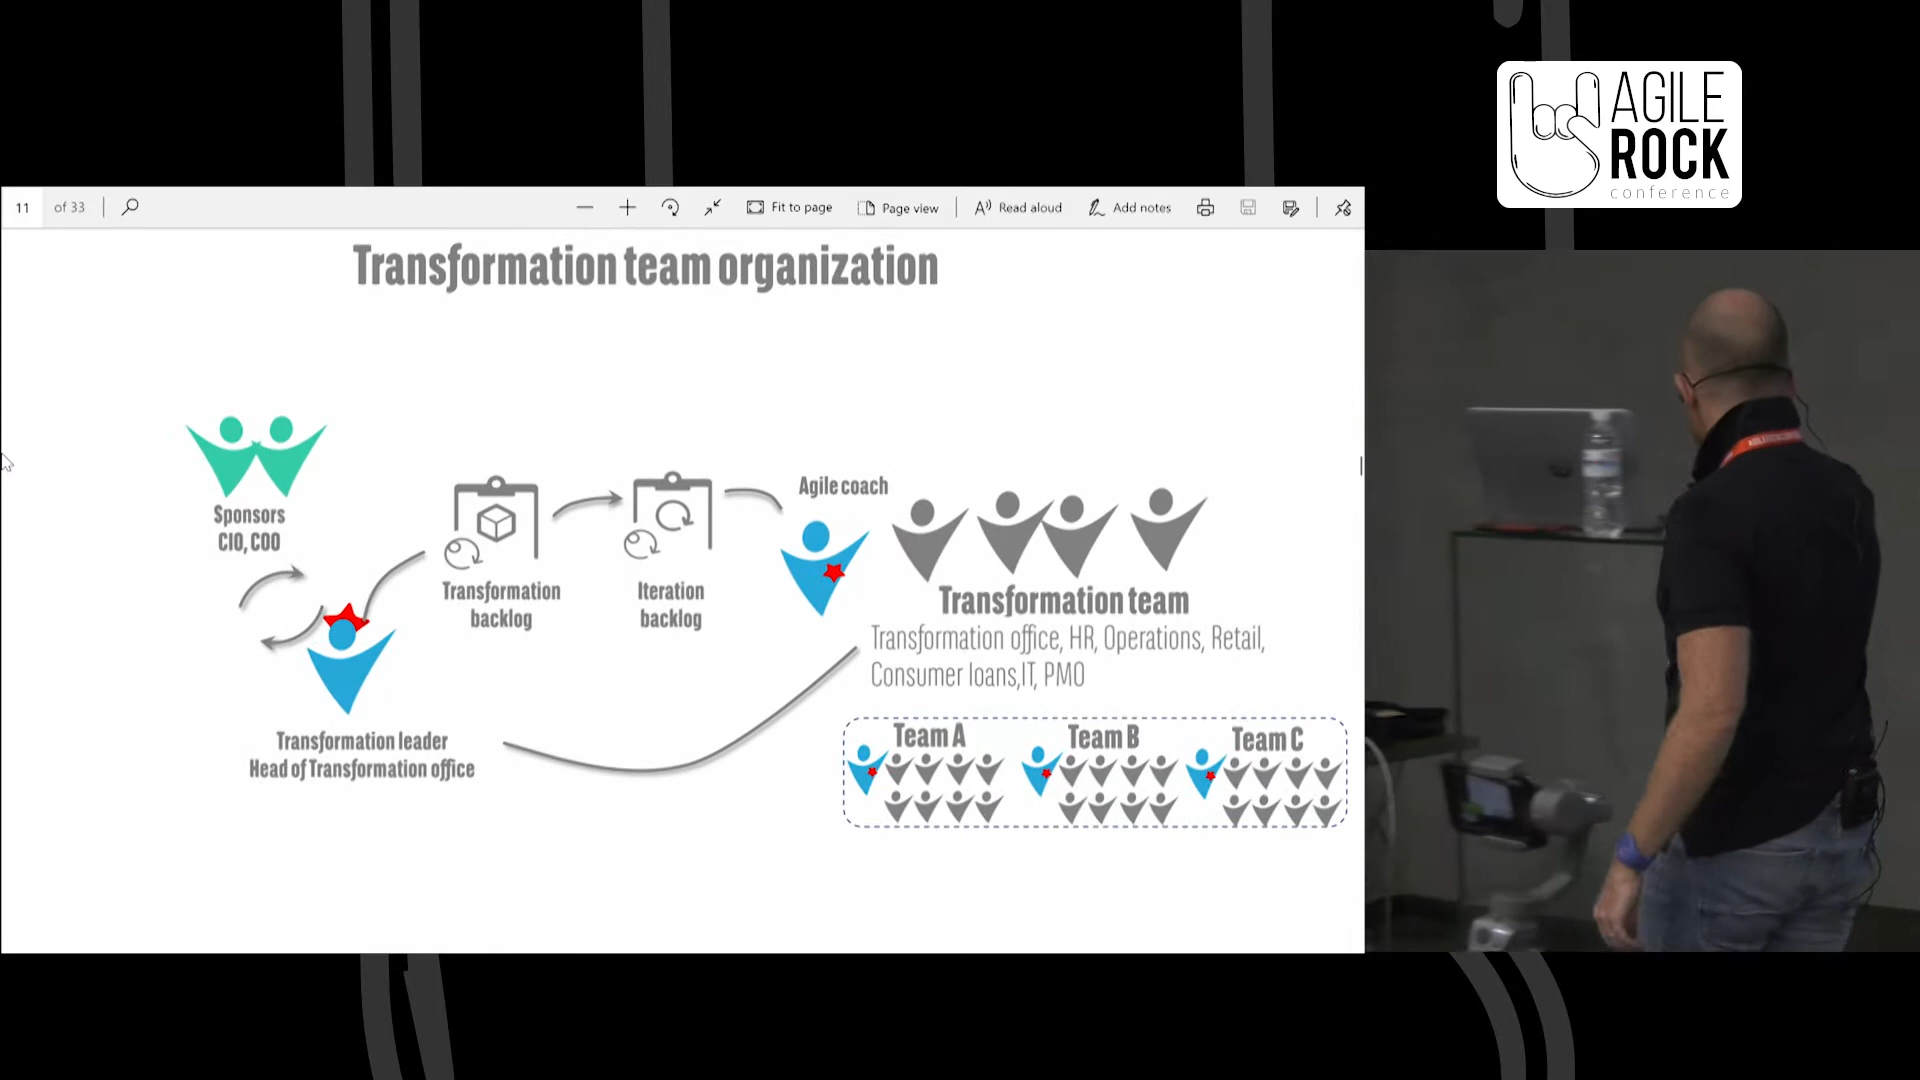 AGILE
ROCK
conference
11 of 33
Fit to page
Page view
Read aloud
Add notes
Transformation team organization
Sponsors
CIO, COO
Transformation
backlog
Iteration
backlog
Agile coach
Transformation team
Transformation office, HR, Operations, Retail,
Consumer loans,IT, PMO
Transformation leader
Head of Transformation office
Team A
Team B
Team C